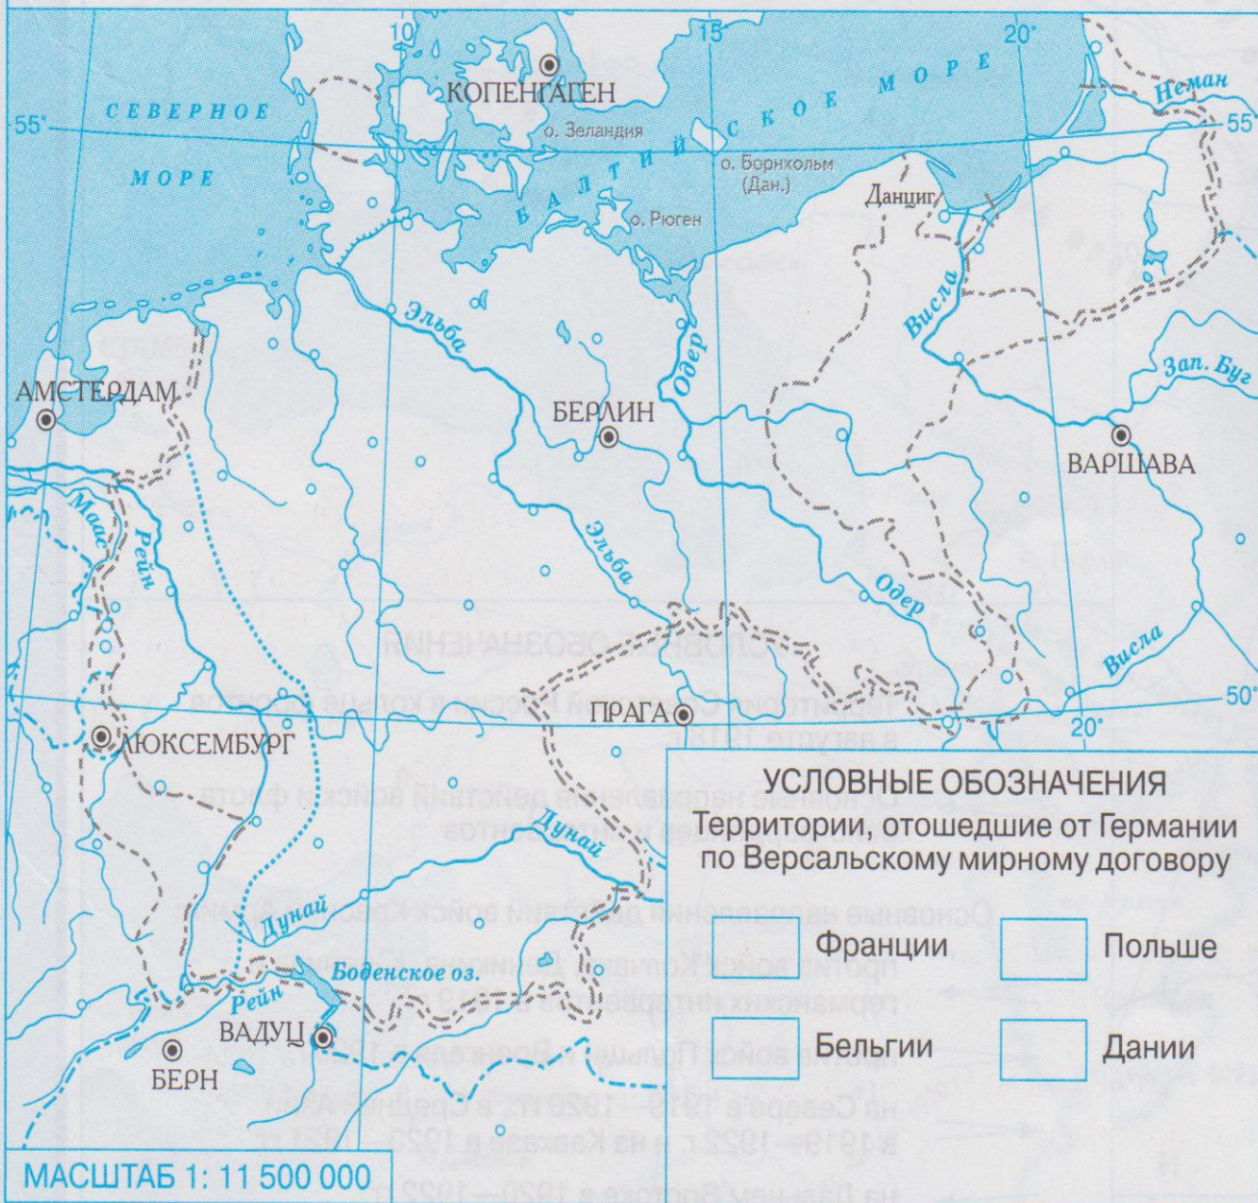 10
15
20°
КОПЕНГАГЕН
Неман
СЕВЕРНОЕ
МОРЕ
55°
55
о. Зеландия
БАЛТИЙСКОЕ МОРЕ
о. Борнхольм
(Дан.)
Данциг
о. Рюген
Висла
Эльба
Одер
Зап. Буг
АМСТЕРДАМ
БЕРЛИН
ВАРШАВА
Маас
Рейн
Эльба
Одер
Висла
50°
ПРАГА
20°
ЛЮКСЕМБУРГ
Дунай
Дунай
Боденское оз.
Рейн
ВАДУЦ
БЕРН
УСЛОВНЫЕ ОБОЗНАЧЕНИЯ
Территории, отошедшие от Германии
по Версальскому мирному договору
Франции
Польше
Бельгии
Дании
МАСШТАБ 1: 11 500 000